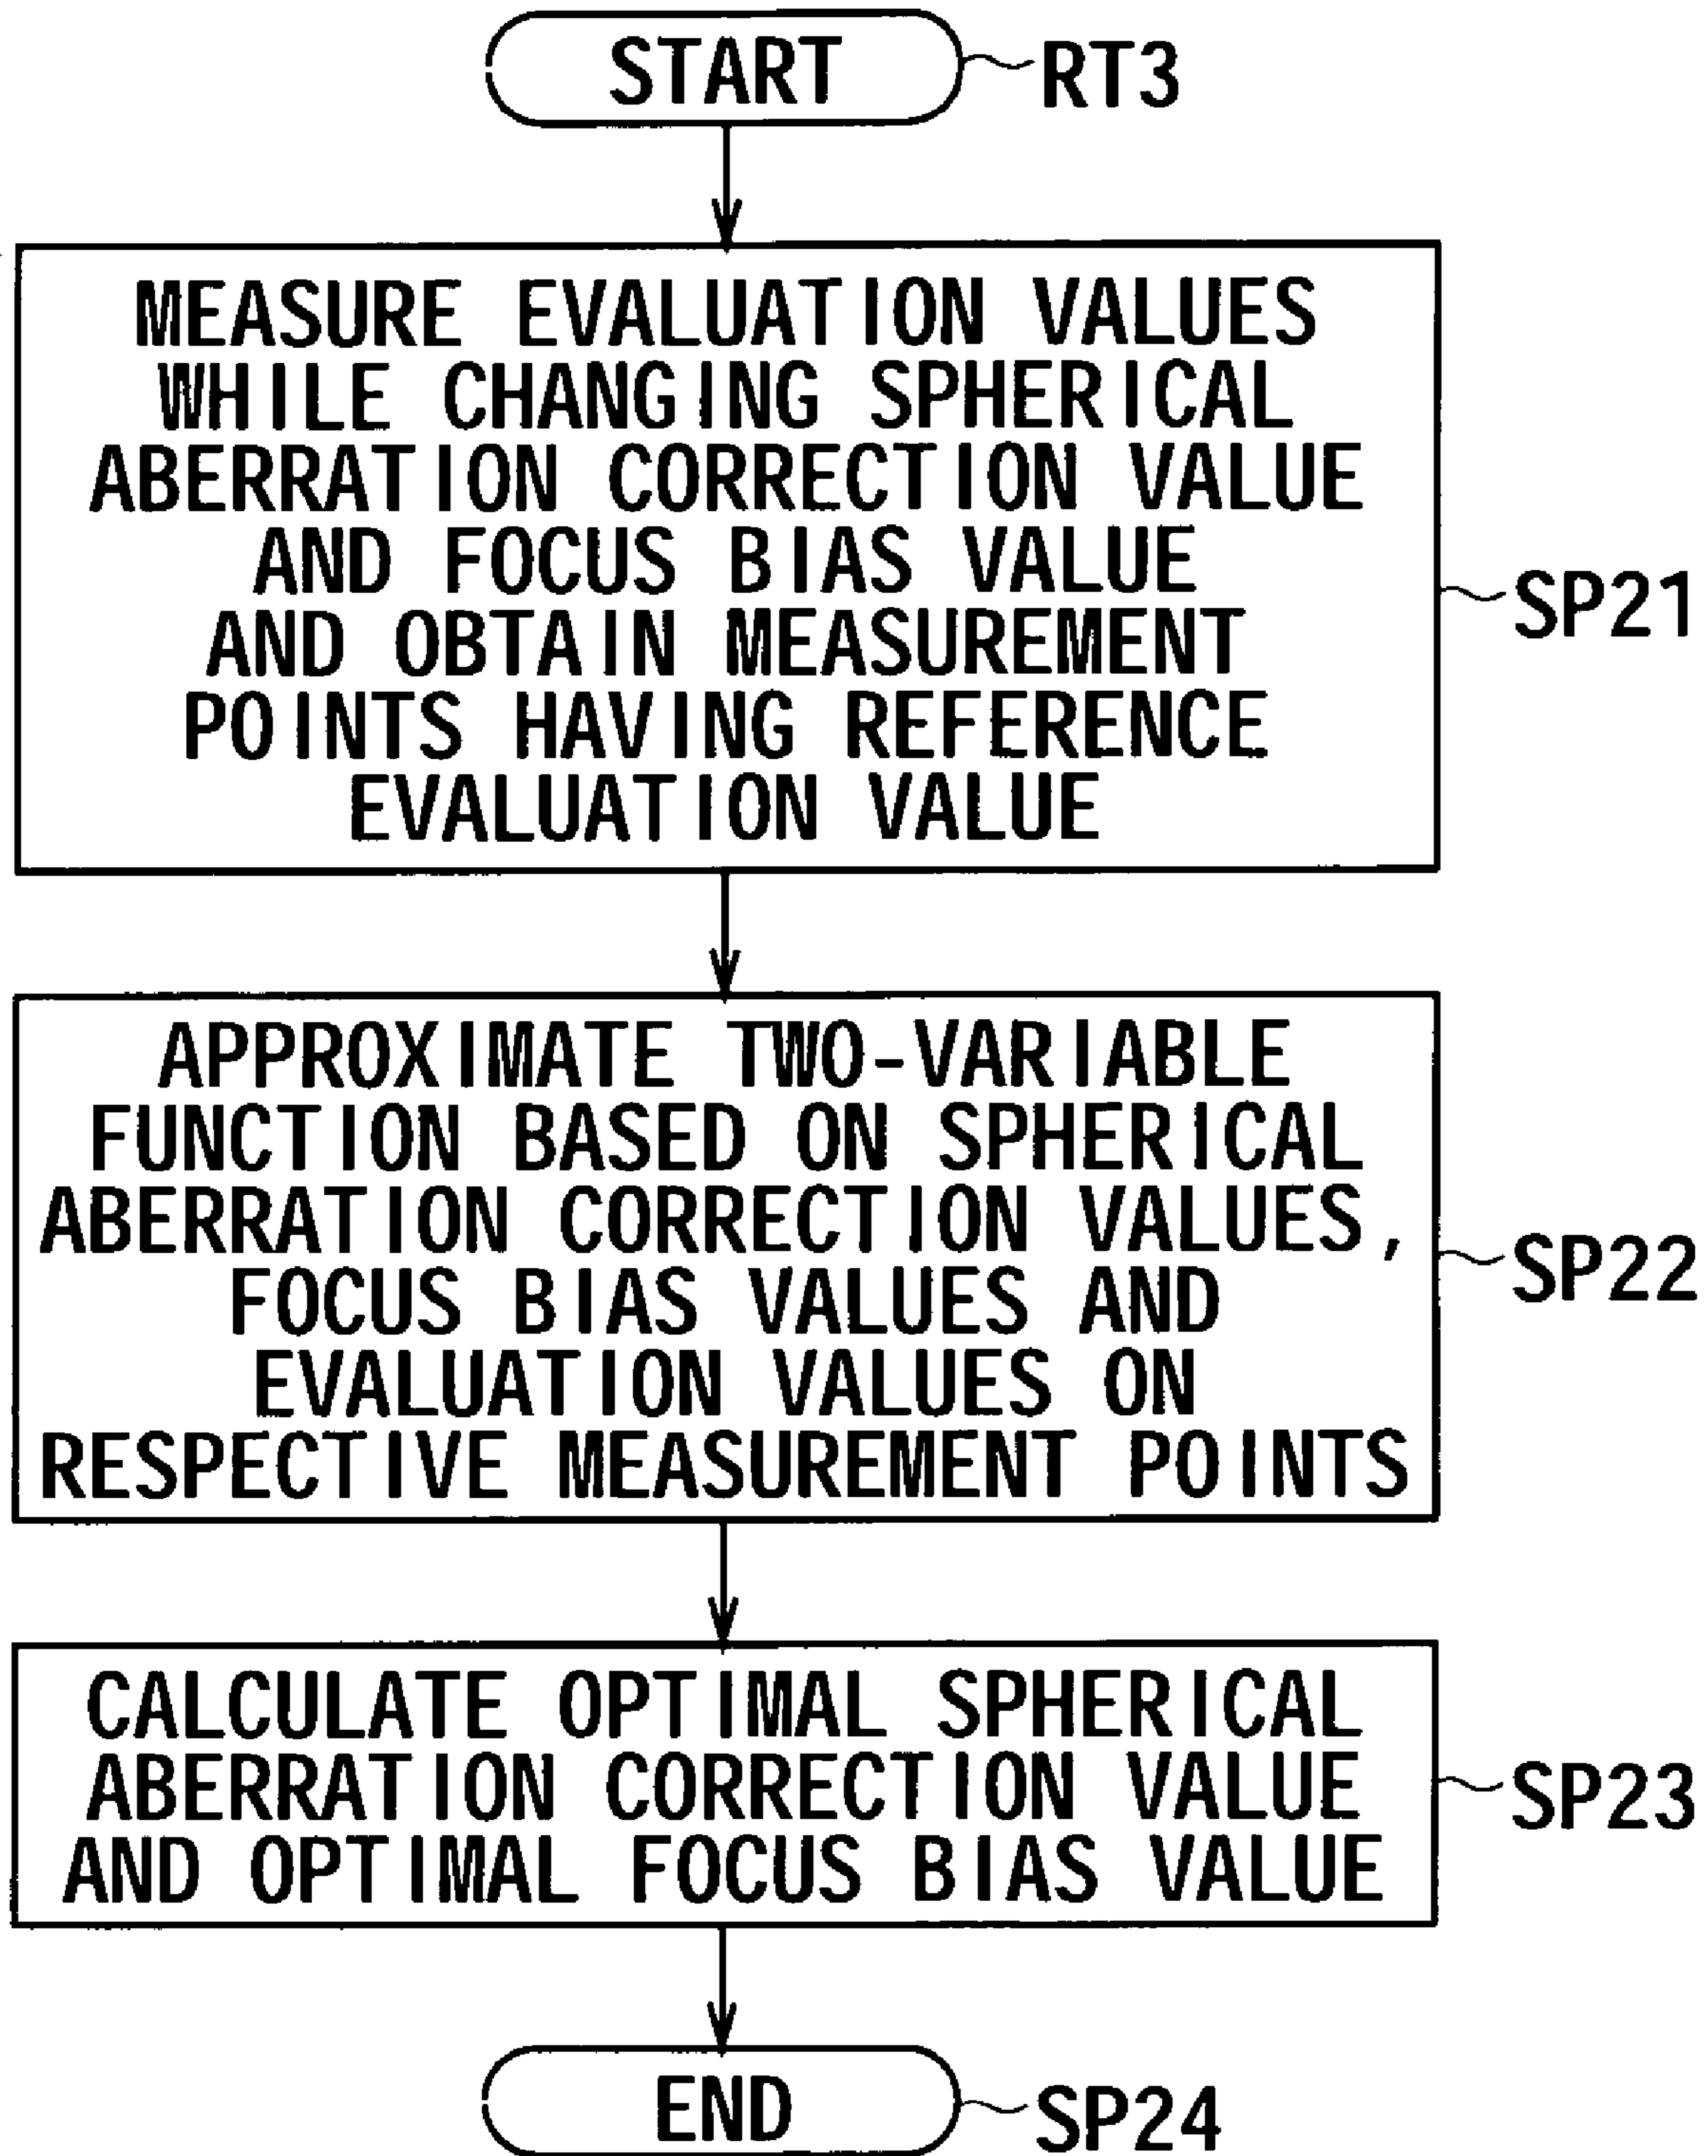 START
RT3
MEASURE EVALUATION VALUES
WHILE CHANGING SPHERICAL
ABERRATION CORRECTION VALUE
AND FOCUS BIAS VALUE
AND OBTAIN MEASUREMENT
POINTS HAVING REFERENCE
EVALUATION VALUE
SP21
APPROXIMATE TWO-VARIABLE
FUNCTION BASED ON SPHERICAL
ABERRATION CORRECTION VALUES,
FOCUS BIAS VALUES AND
EVALUATION VALUES ON
RESPECTIVE MEASUREMENT POINTS
SP22
CALCULATE OPTIMAL SPHERICAL
ABERRATION CORRECTION VALUE
AND OPTIMAL FOCUS BIAS VALUE
SP23
END
SP24